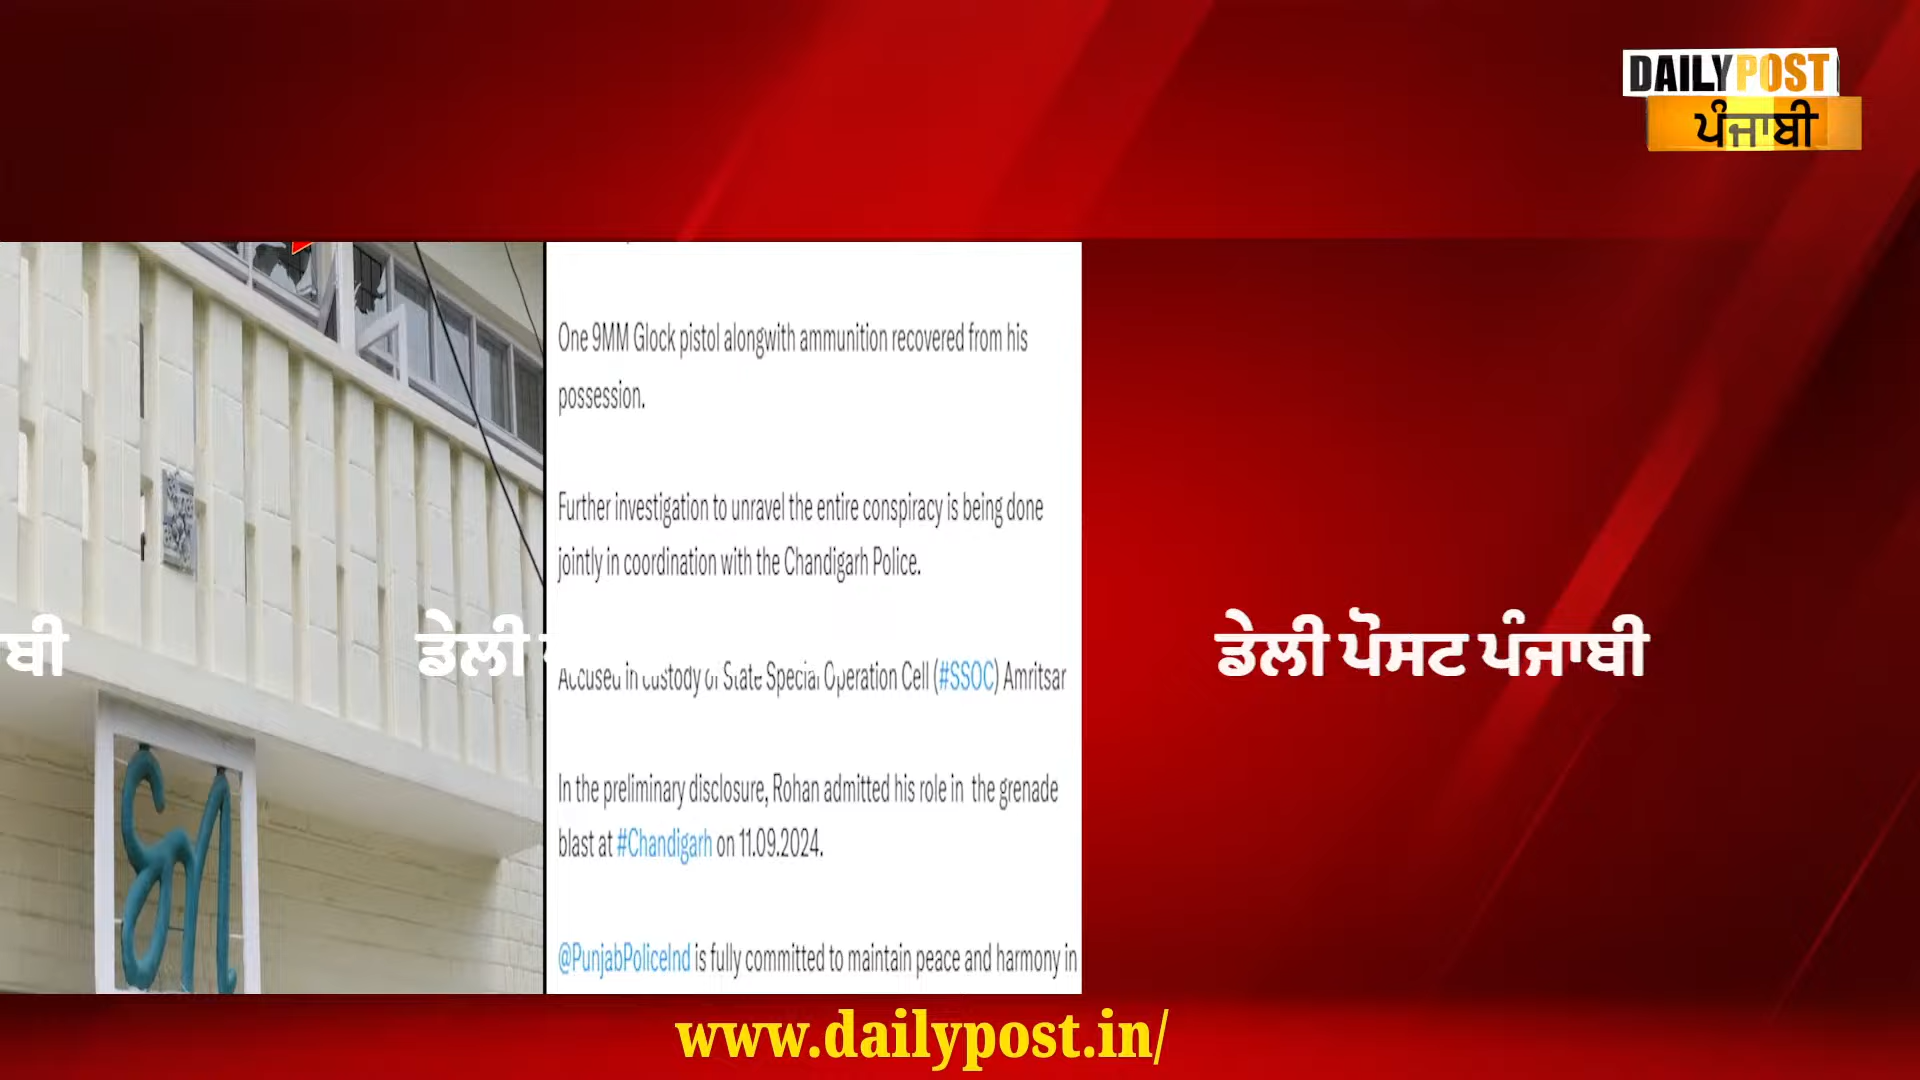 DAILYPOST
ਪੰਜਾਬੀ
One 9MM Glock pistol alongwith ammunition recovered from his
possession.
Further investigation to unravel the entire conspiracy is being done
jointly in coordination with the Chandigarh Police.
ਬੀ
ਡੇਲੀ
ਡੇਲੀ ਪੋਸਟ ਪੰਜਾਬੀ
Accused in custody of State Special Operation Cell (#SSOC) Amritsar
In the preliminary disclosure, Rohan admitted his role in the grenade
blast at #Chandigarh on 11.09.2024.
@PunjabPoliceInd is fully committed to maintain peace and harmony in
www.dailypost.in/